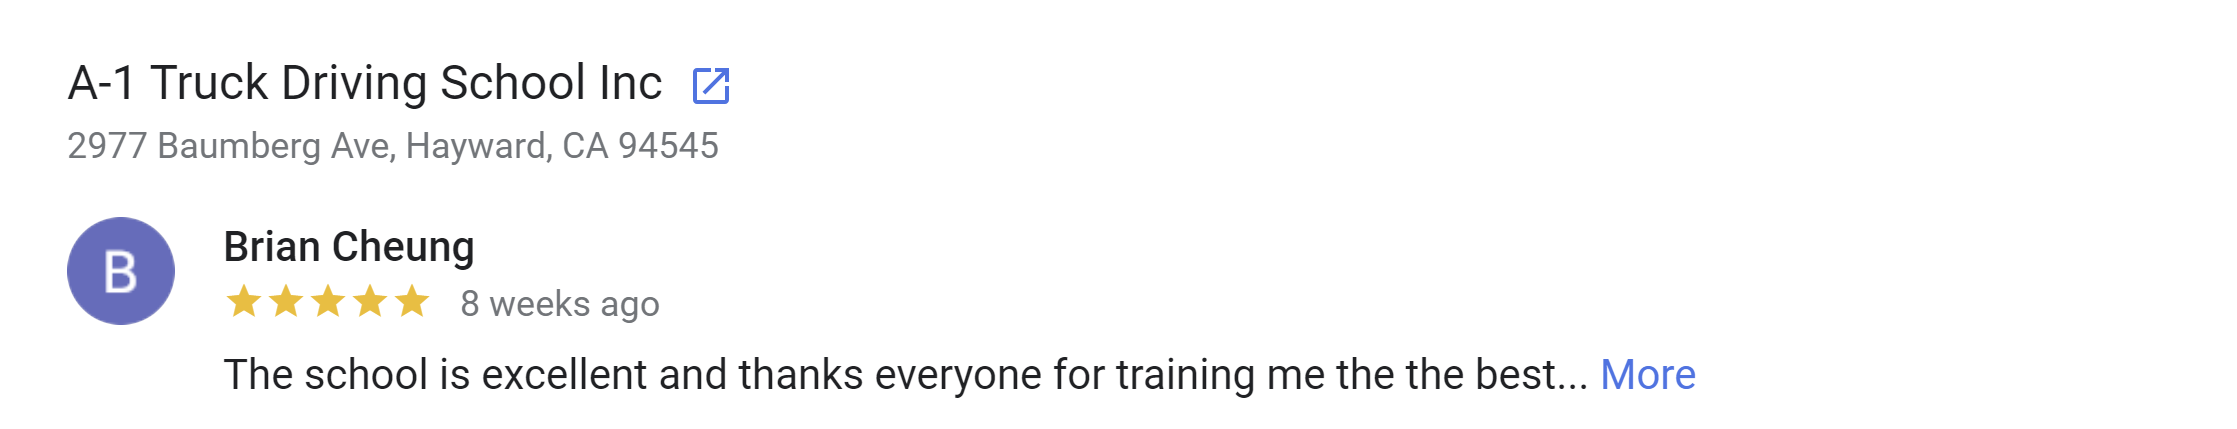 A-1 Truck Driving School Inc
2977 Baumberg Ave, Hayward, CA 94545
B
Brian Cheung
8 weeks ago
The school is excellent and thanks everyone for training me the the best... More